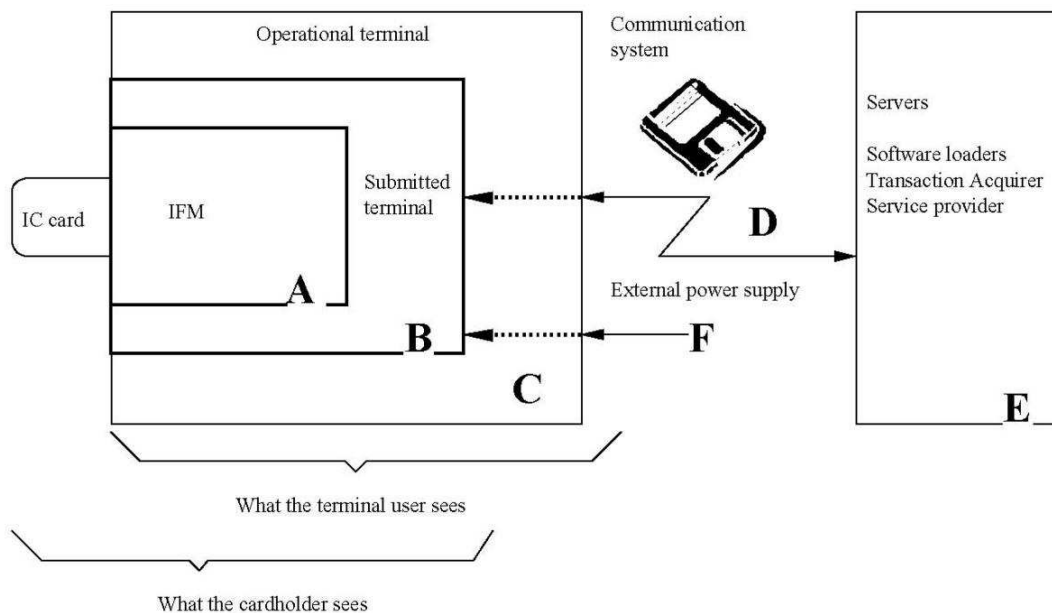 Operational terminal
Communication
system
Servers
Software loaders
Transaction Acquirer
Service provider
IC card
IFM
Submitted
terminal
D
A
External power supply
B
F
C
E
What the terminal user sees
What the cardholder sees